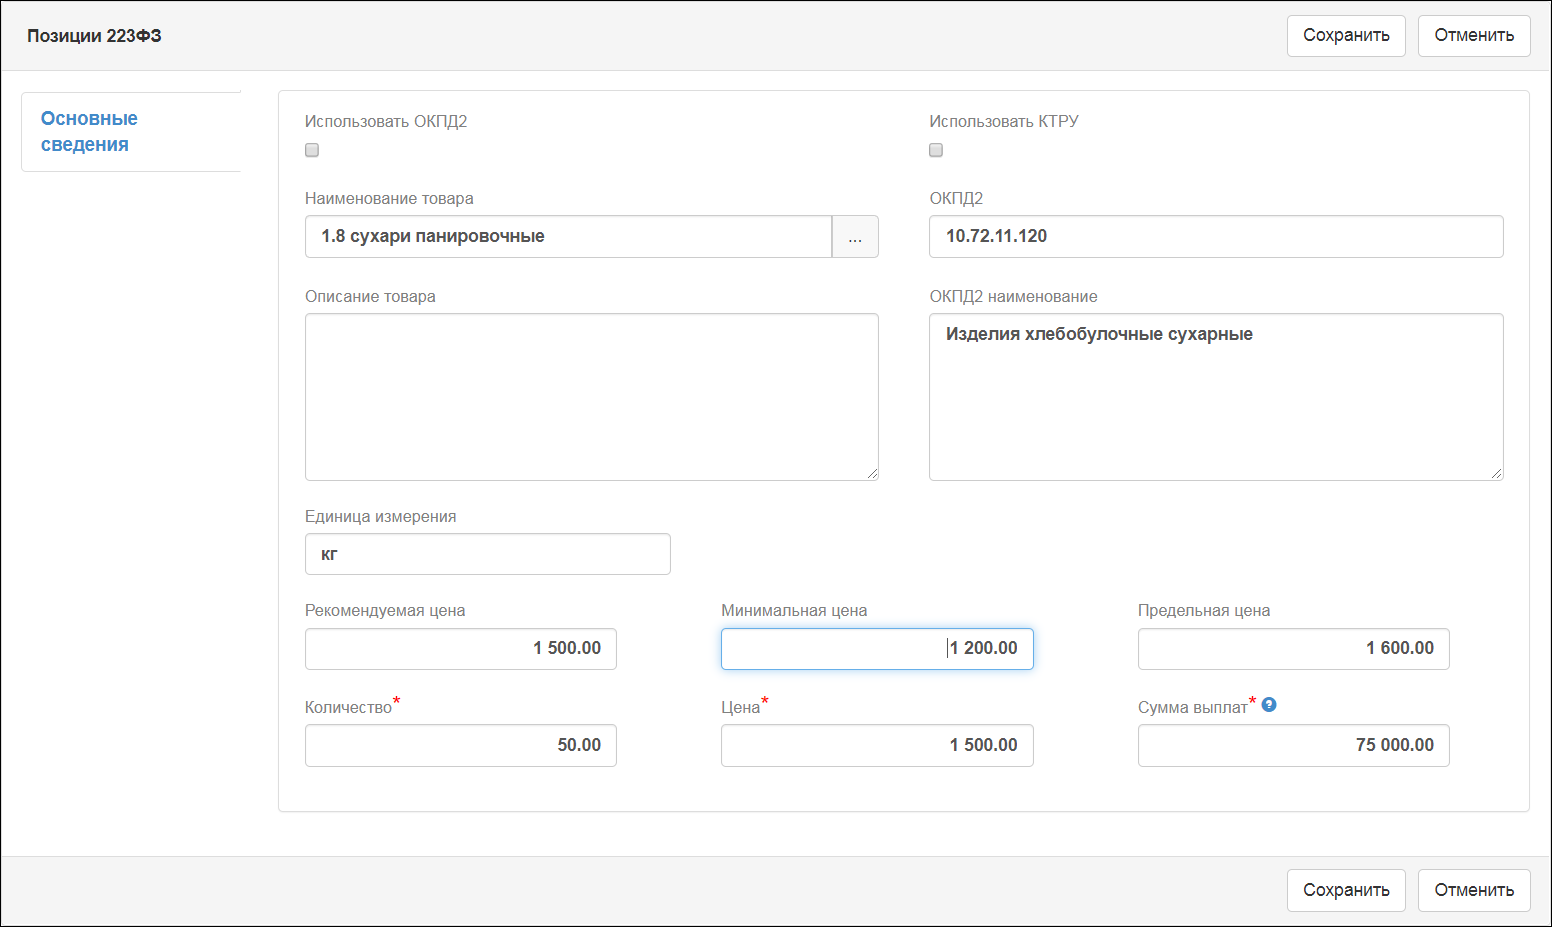 Позиции 223ФЗ
Сохранить
Отменить
Основные
сведения
Использовать ОКПД2
Использовать КТРУ
Наименование товара
ОКПД2
1.8 сухари панировочные
...
10.72.11.120
Описание товара
ОКПД2 наименование
Изделия хлебобулочные сухарные
Единица измерения
кг
Рекомендуемая цена
Минимальная цена
Предельная цена
1 500.00
1 200.00
1 600.00
Количество*
Цена*
Сумма выплат* ?
50.00
1 500.00
75 000.00
Сохранить
Отменить